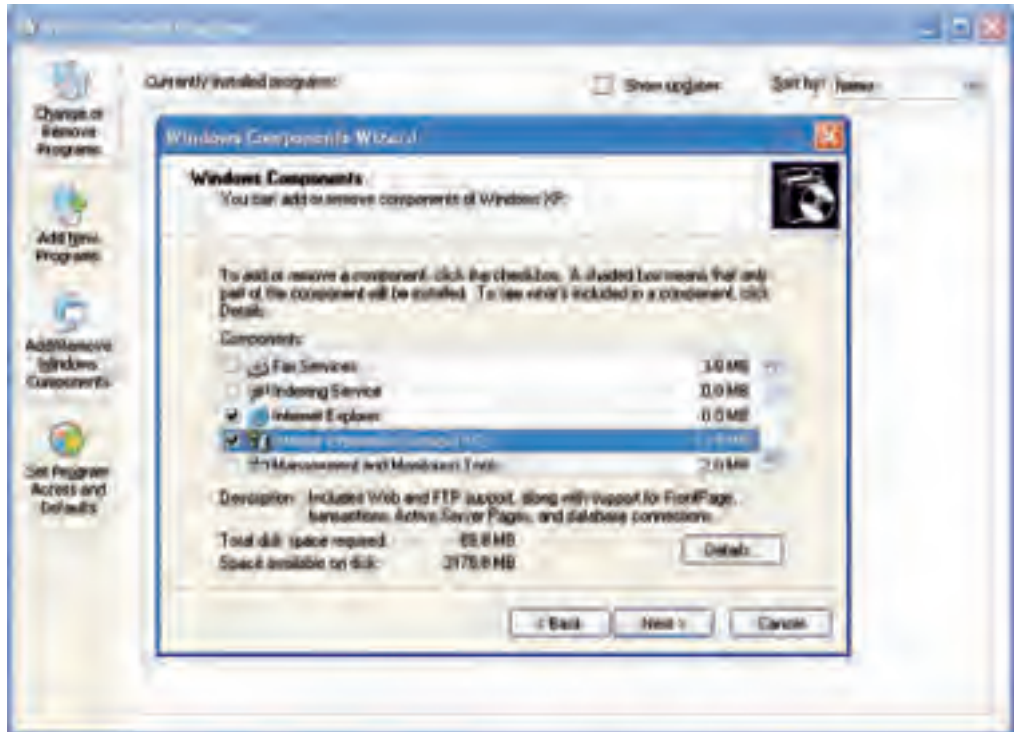 Currently installed programs:
Show updates
Sort by: Name
Change or
Remove
Programs
Add New
Programs
Add/Remove
Windows
Components
Set Program
Access and
Defaults
Windows Components Wizard
Windows Components
You can add or remove components of Windows XP.
To add or remove a component, click the checkbox. A shaded box means that only
part of the component will be installed. To see what's included in a component, click
Details.
Components:
Fax Services
Indexing Service 0.0 MB
Internet Explorer 0.0 MB
Management and Monitoring Tools 2.0 MB
Description: Includes Web and FTP support, along with support for FrontPage,
transactions, Active Server Pages, and database connections.
Total disk space required:
Space available on disk:
Details...
< Back
Next >
Cancel